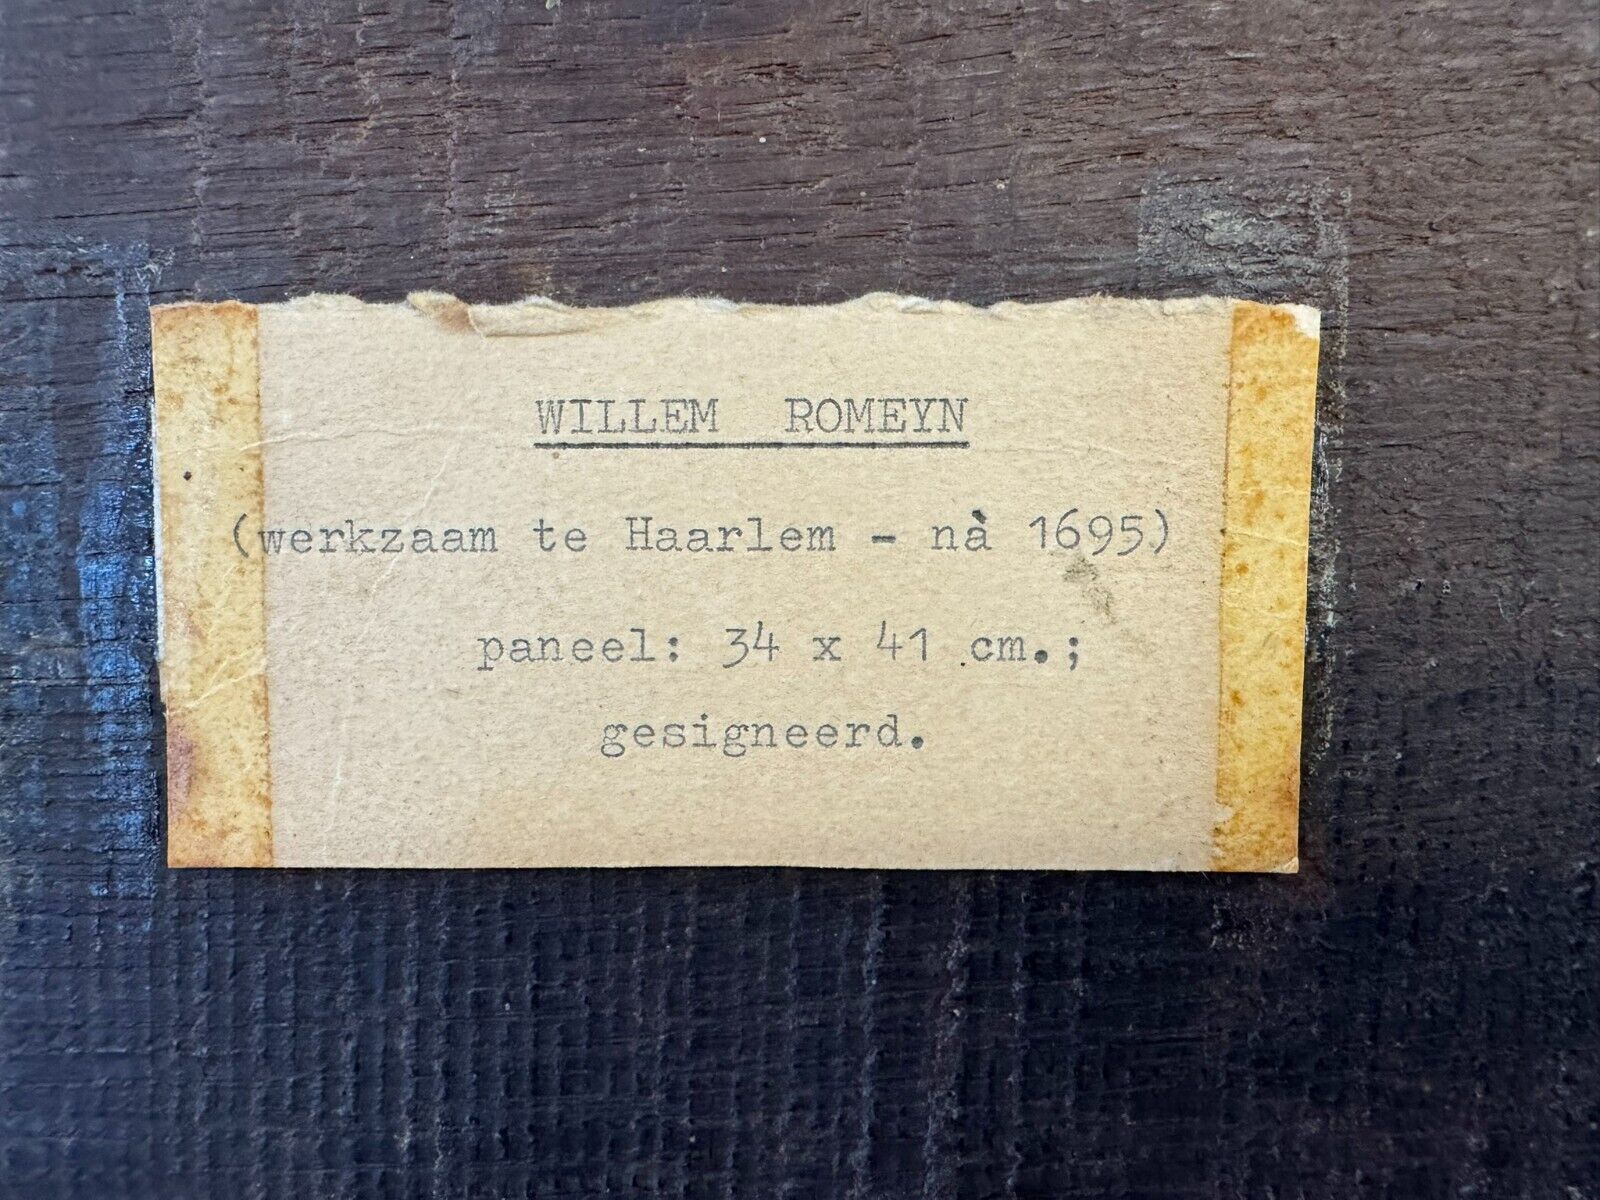 WILLEM ROMEYN
(werkzaam te Haarlem - nà 1695)
paneel: 34 x 41 cm.;
gesigneerd.